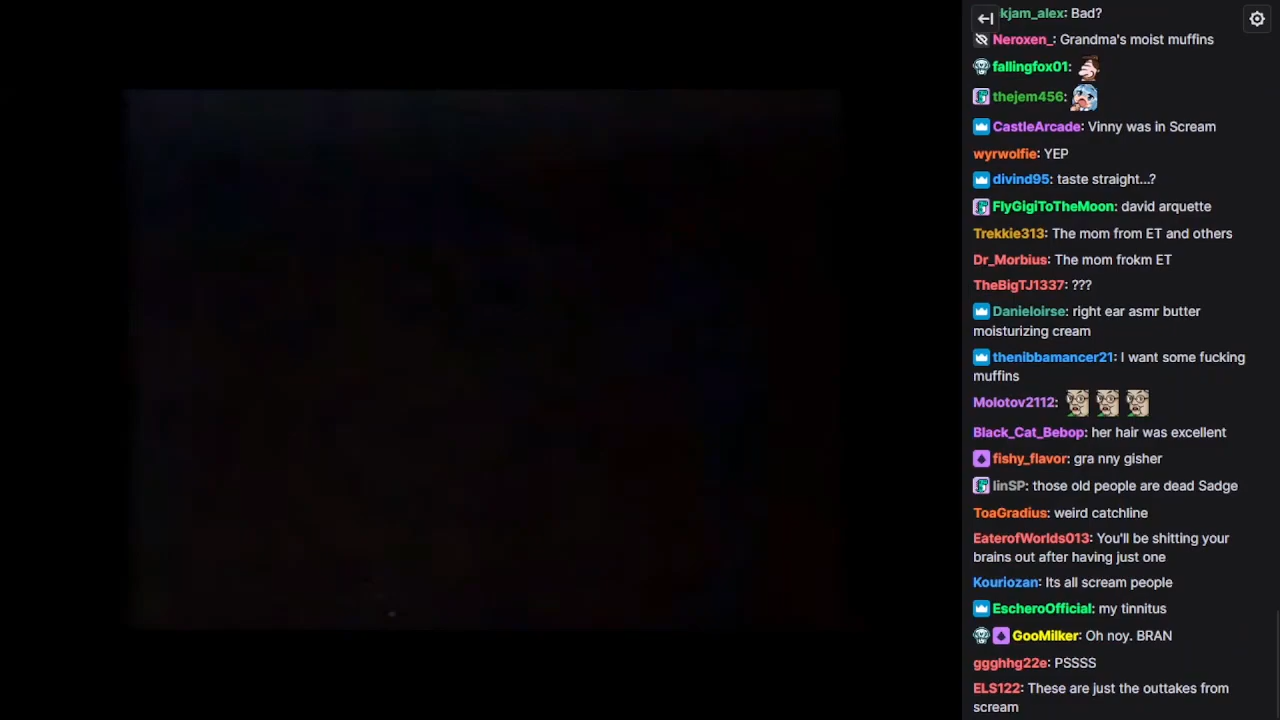 kjam_alex: Bad?
Neroxen_: Grandma's moist muffins
fallingfox01:
thejem456:
CastleArcade: Vinny was in Scream
wyrwolfie: YEP
divind95: taste straight...?
FlyGigiToTheMoon: david arquette
Trekkie313: The mom from ET and others
Dr_Morbius: The mom frokm ET
TheBigTJ1337: ???
Danieloirse: right ear asmr butter
moisturizing cream
thenibbamancer21: I want some fucking
muffins
Molotov2112:
Black_Cat_Bebop: her hair was excellent
fishy_flavor: gra nny gisher
linSP: those old people are dead Sadge
ToaGradius: weird catchline
EaterofWorlds013: You'll be shitting your
brains out after having just one
Kouriozan: Its all scream people
EscheroOfficial: my tinnitus
GooMilker: Oh noy. BRAN
ggghhg22e: PSSSS
ELS122: These are just the outtakes from
scream